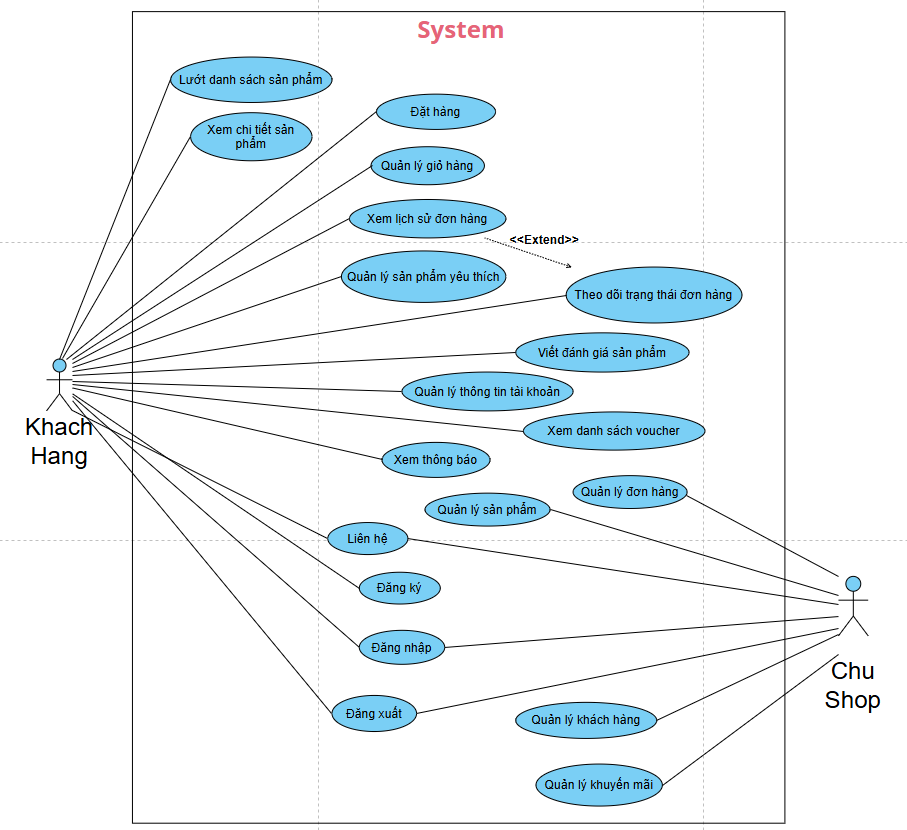 System
Lướt danh sách sản phẩm
Xem chi tiết sản
phẩm
Đặt hàng
Quản lý giỏ hàng
Xem lịch sử đơn hàng
<<Extend>>
Quản lý sản phẩm yêu thích
Theo dõi trạng thái đơn hàng
Viết đánh giá sản phẩm
Quản lý thông tin tài khoản
Xem danh sách voucher
Khach
Hang
Xem thông báo
Quản lý đơn hàng
Quản lý sản phẩm
Liên hệ
Đăng ký
Đăng nhập
Chu
Shop
Đăng xuất
Quản lý khách hàng
Quản lý khuyến mãi